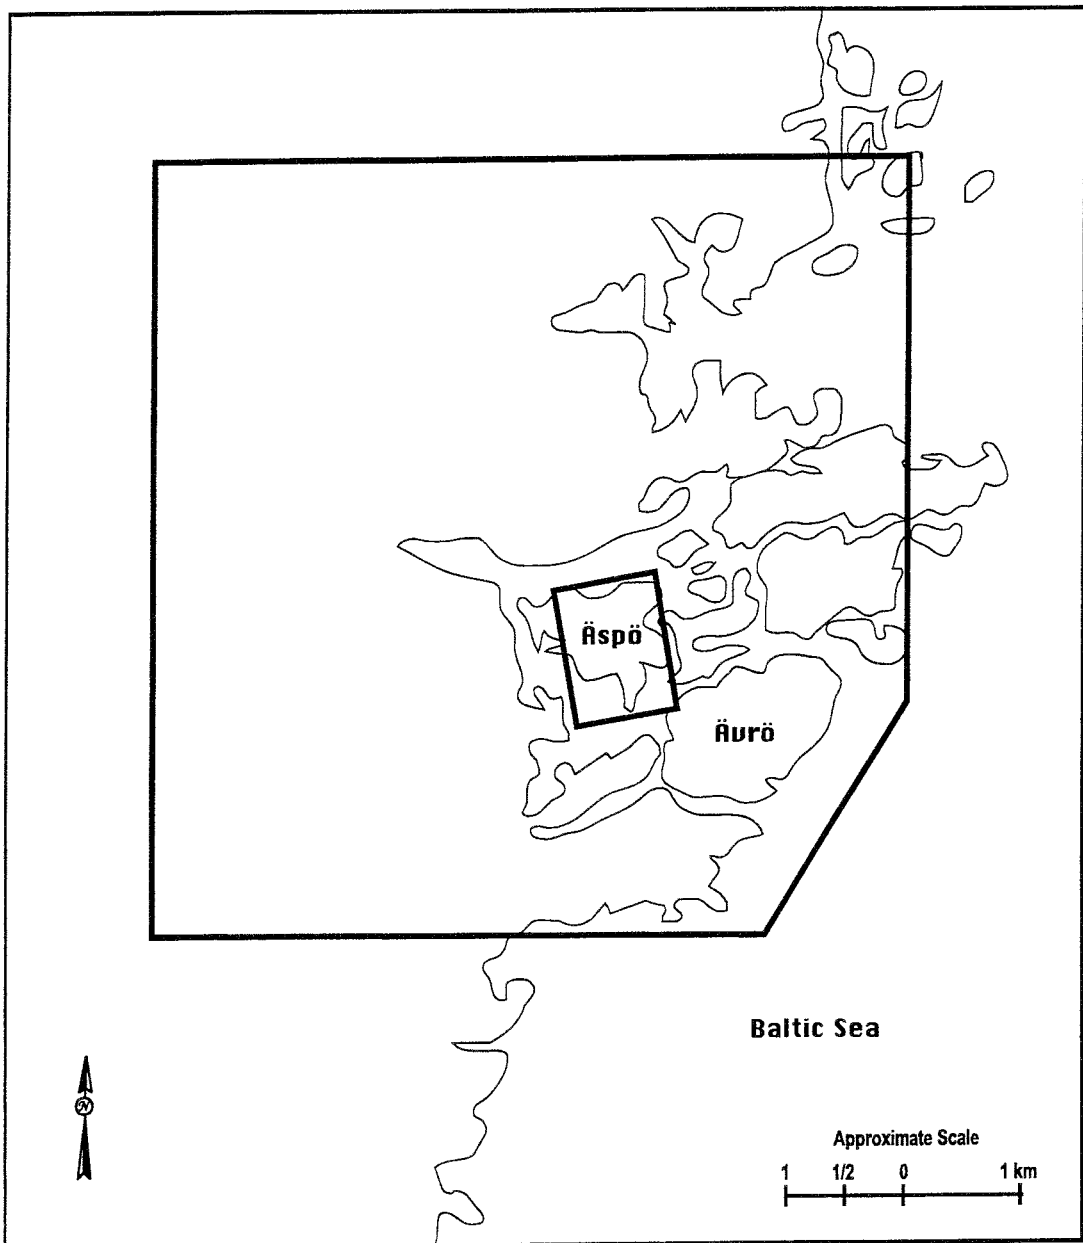 Äspö
Ävrö
Baltic Sea
N
Approximate Scale
1 1/2 0 1 km